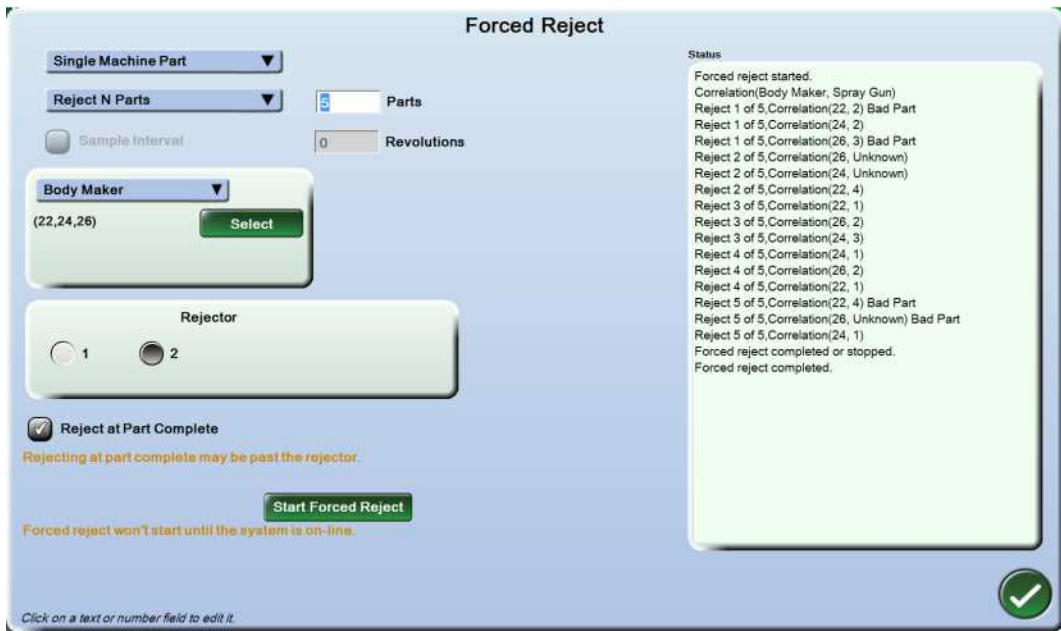 Forced Reject
Single Machine Part
Reject N Parts
5 Parts
Sample Interval
0 Revolutions
Body Maker
(22,24,26)
Select
Rejector
1
2
Reject at Part Complete
Rejecting at part complete may be past the rejector.
Start Forced Reject
Forced reject won't start until the system is on-line.
Click on a text or number field to edit it.
Status
Forced reject started.
Correlation(Body Maker, Spray Gun)
Reject 1 of 5,Correlation(22, 2) Bad Part
Reject 1 of 5,Correlation(24, 2)
Reject 1 of 5,Correlation(26, 3) Bad Part
Reject 2 of 5,Correlation(26, Unknown)
Reject 2 of 5,Correlation(24, Unknown)
Reject 2 of 5,Correlation(22, 4)
Reject 3 of 5,Correlation(22, 1)
Reject 3 of 5,Correlation(26, 2)
Reject 3 of 5,Correlation(24, 3)
Reject 4 of 5,Correlation(24, 1)
Reject 4 of 5,Correlation(26, 2)
Reject 4 of 5,Correlation(22, 1)
Reject 5 of 5,Correlation(22, 4) Bad Part
Reject 5 of 5,Correlation(26, Unknown) Bad Part
Reject 5 of 5,Correlation(24, 1)
Forced reject completed or stopped.
Forced reject completed.